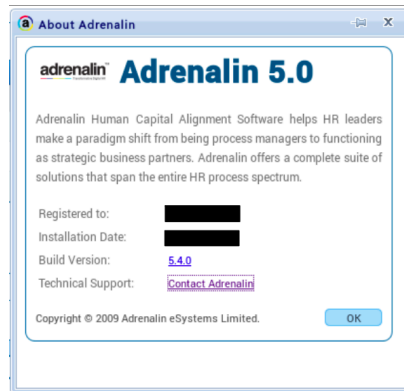 About Adrenalin
adrenalin Adrenalin 5.0
Adrenalin Human Capital Alignment Software helps HR leaders
make a paradigm shift from being process managers to functioning
as strategic business partners. Adrenalin offers a complete suite of
solutions that span the entire HR process spectrum.
Registered to:
Installation Date:
Build Version: 5.4.0
Technical Support: Contact Adrenalin
Copyright © 2009 Adrenalin eSystems Limited. OK